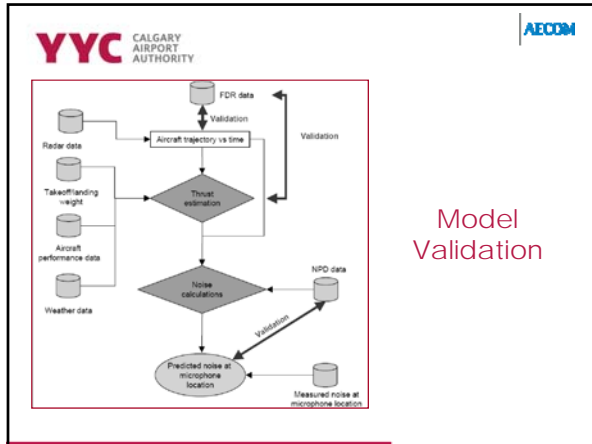 YYC CALGARY
AIRPORT
AUTHORITY
AECOM
FDR data
Validation
Validation
Radar data
Aircraft trajectory vs time
Takeoff/landing
weight
Thrust
estimation
Aircraft
performance data
Weather data
Noise
calculations
NPD data
Validation
Predicted noise at
microphone
location
Measured noise at
microphone location
Model
Validation